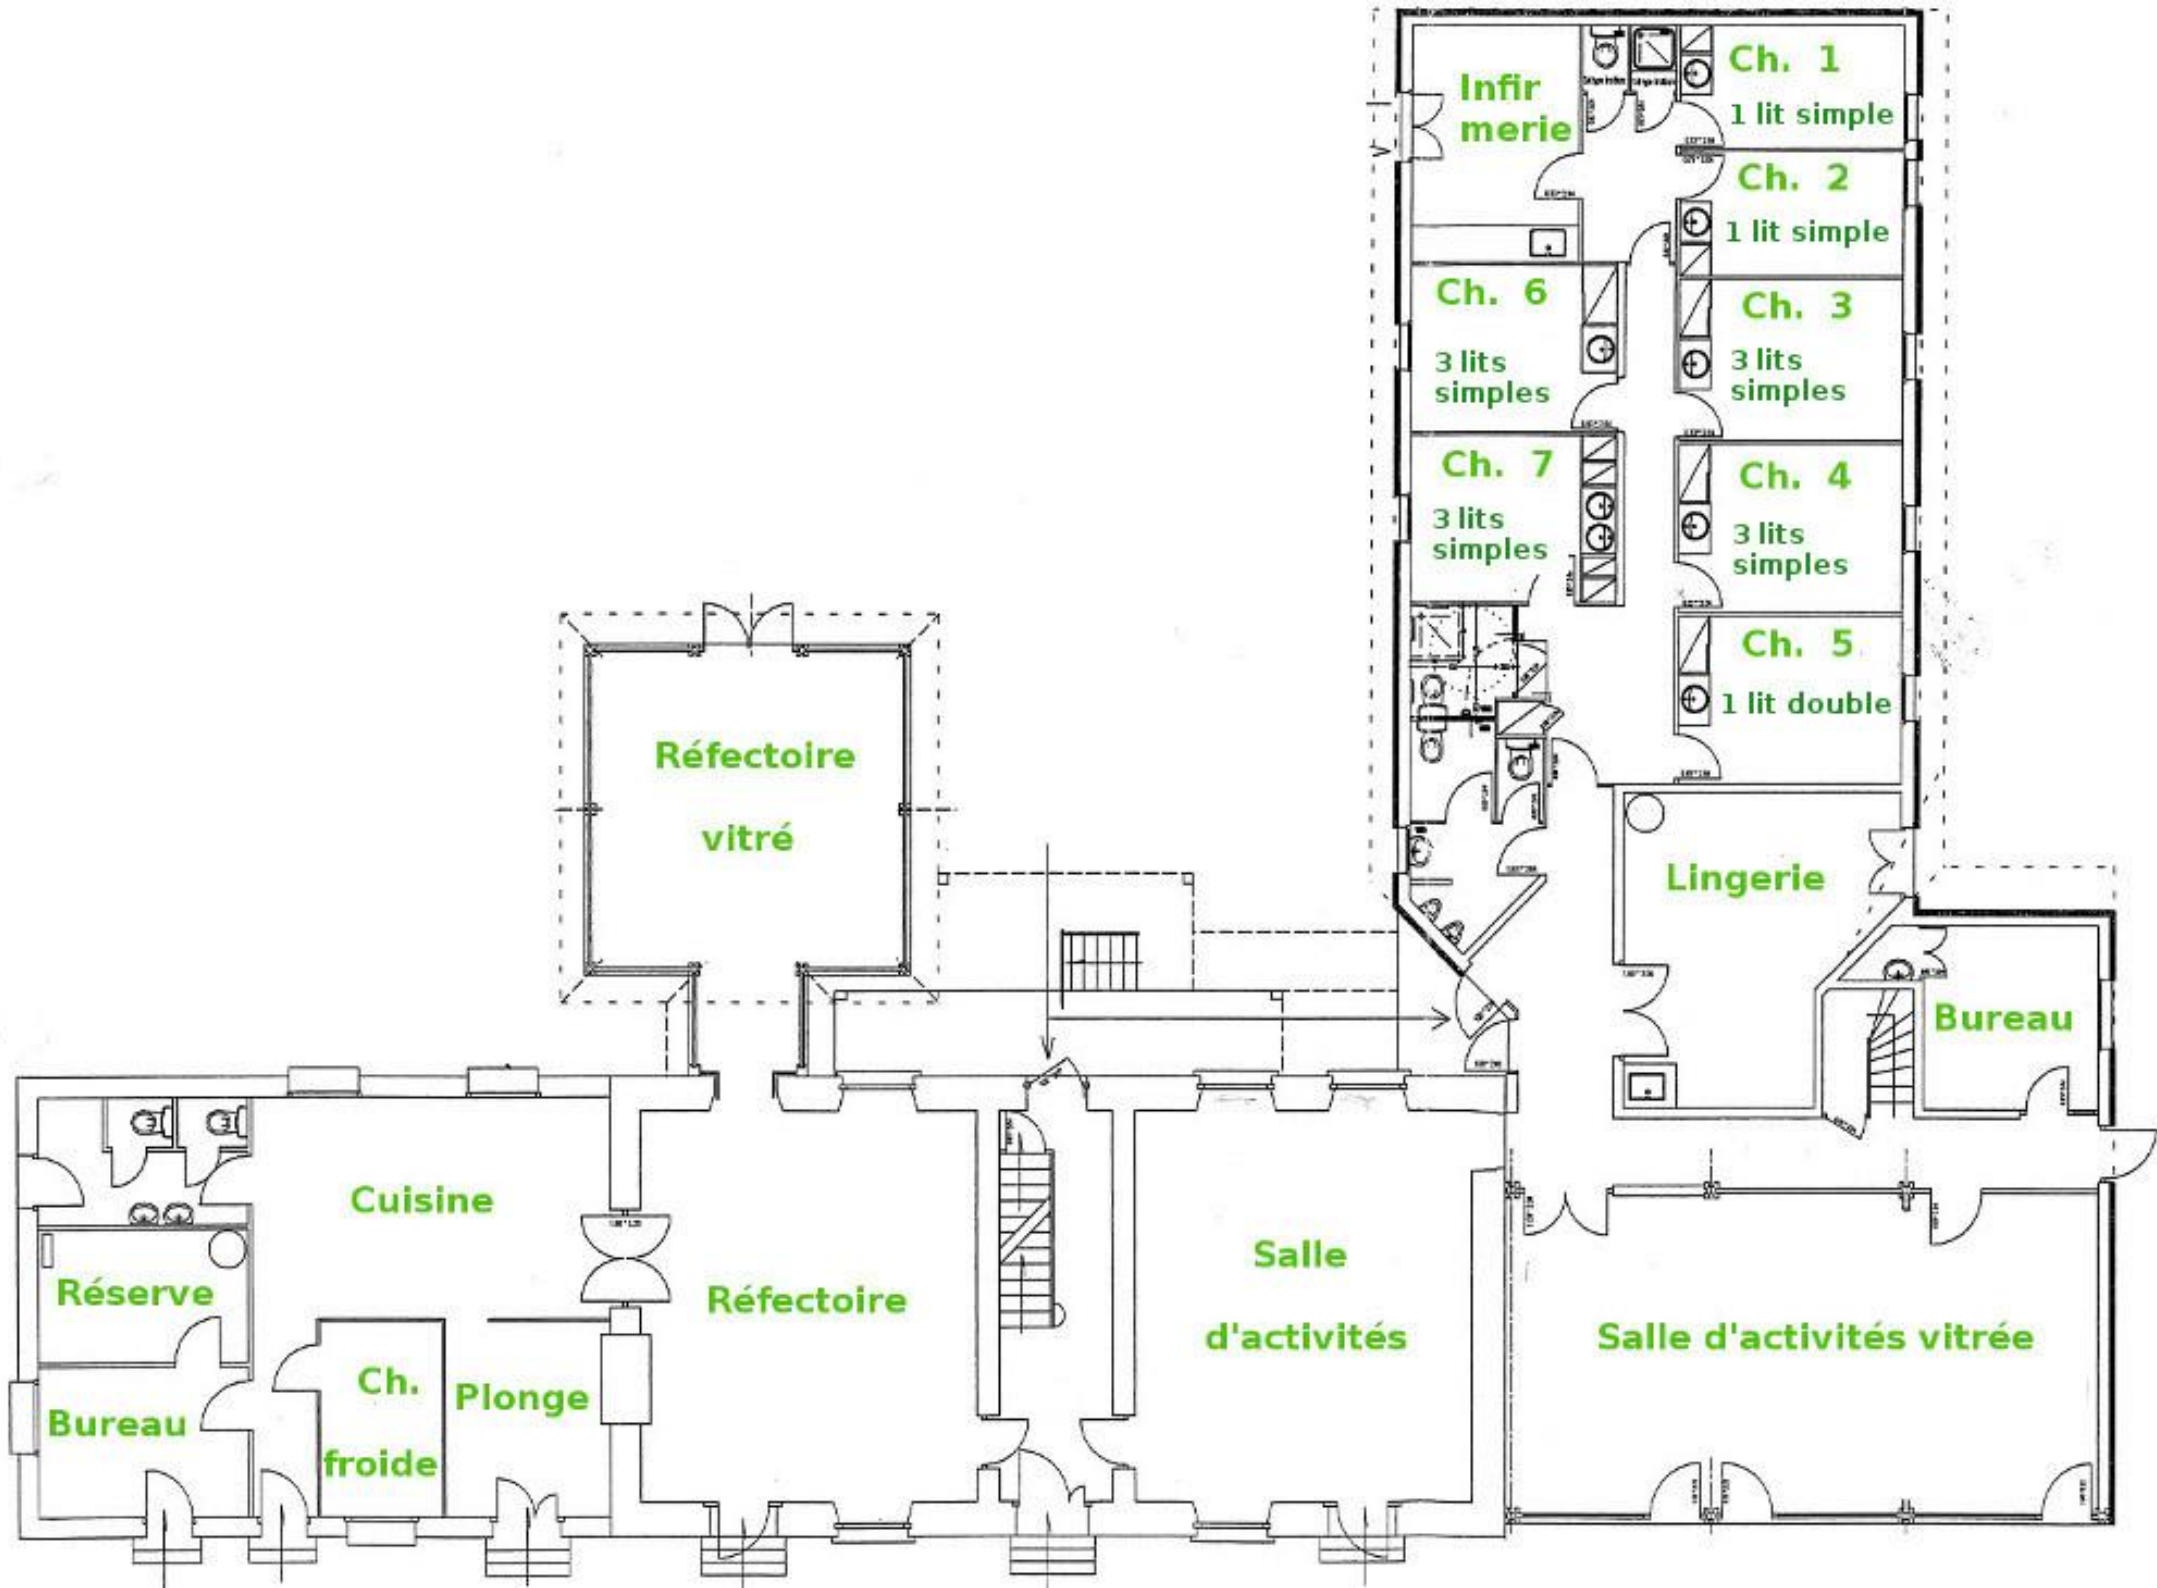 Infir
merie
Ch. 1
1 lit simple
Ch. 2
1 lit simple
Ch. 6
3 lits
simples
Ch. 3
3 lits
simples
Ch. 7
3 lits
simples
Ch. 4
3 lits
simples
Ch. 5
1 lit double
Réfectoire
vitré
Lingerie
Bureau
Cuisine
Réserve
Bureau
Ch.
froide
Plonge
Réfectoire
Salle
d'activités
Salle d'activités vitrée